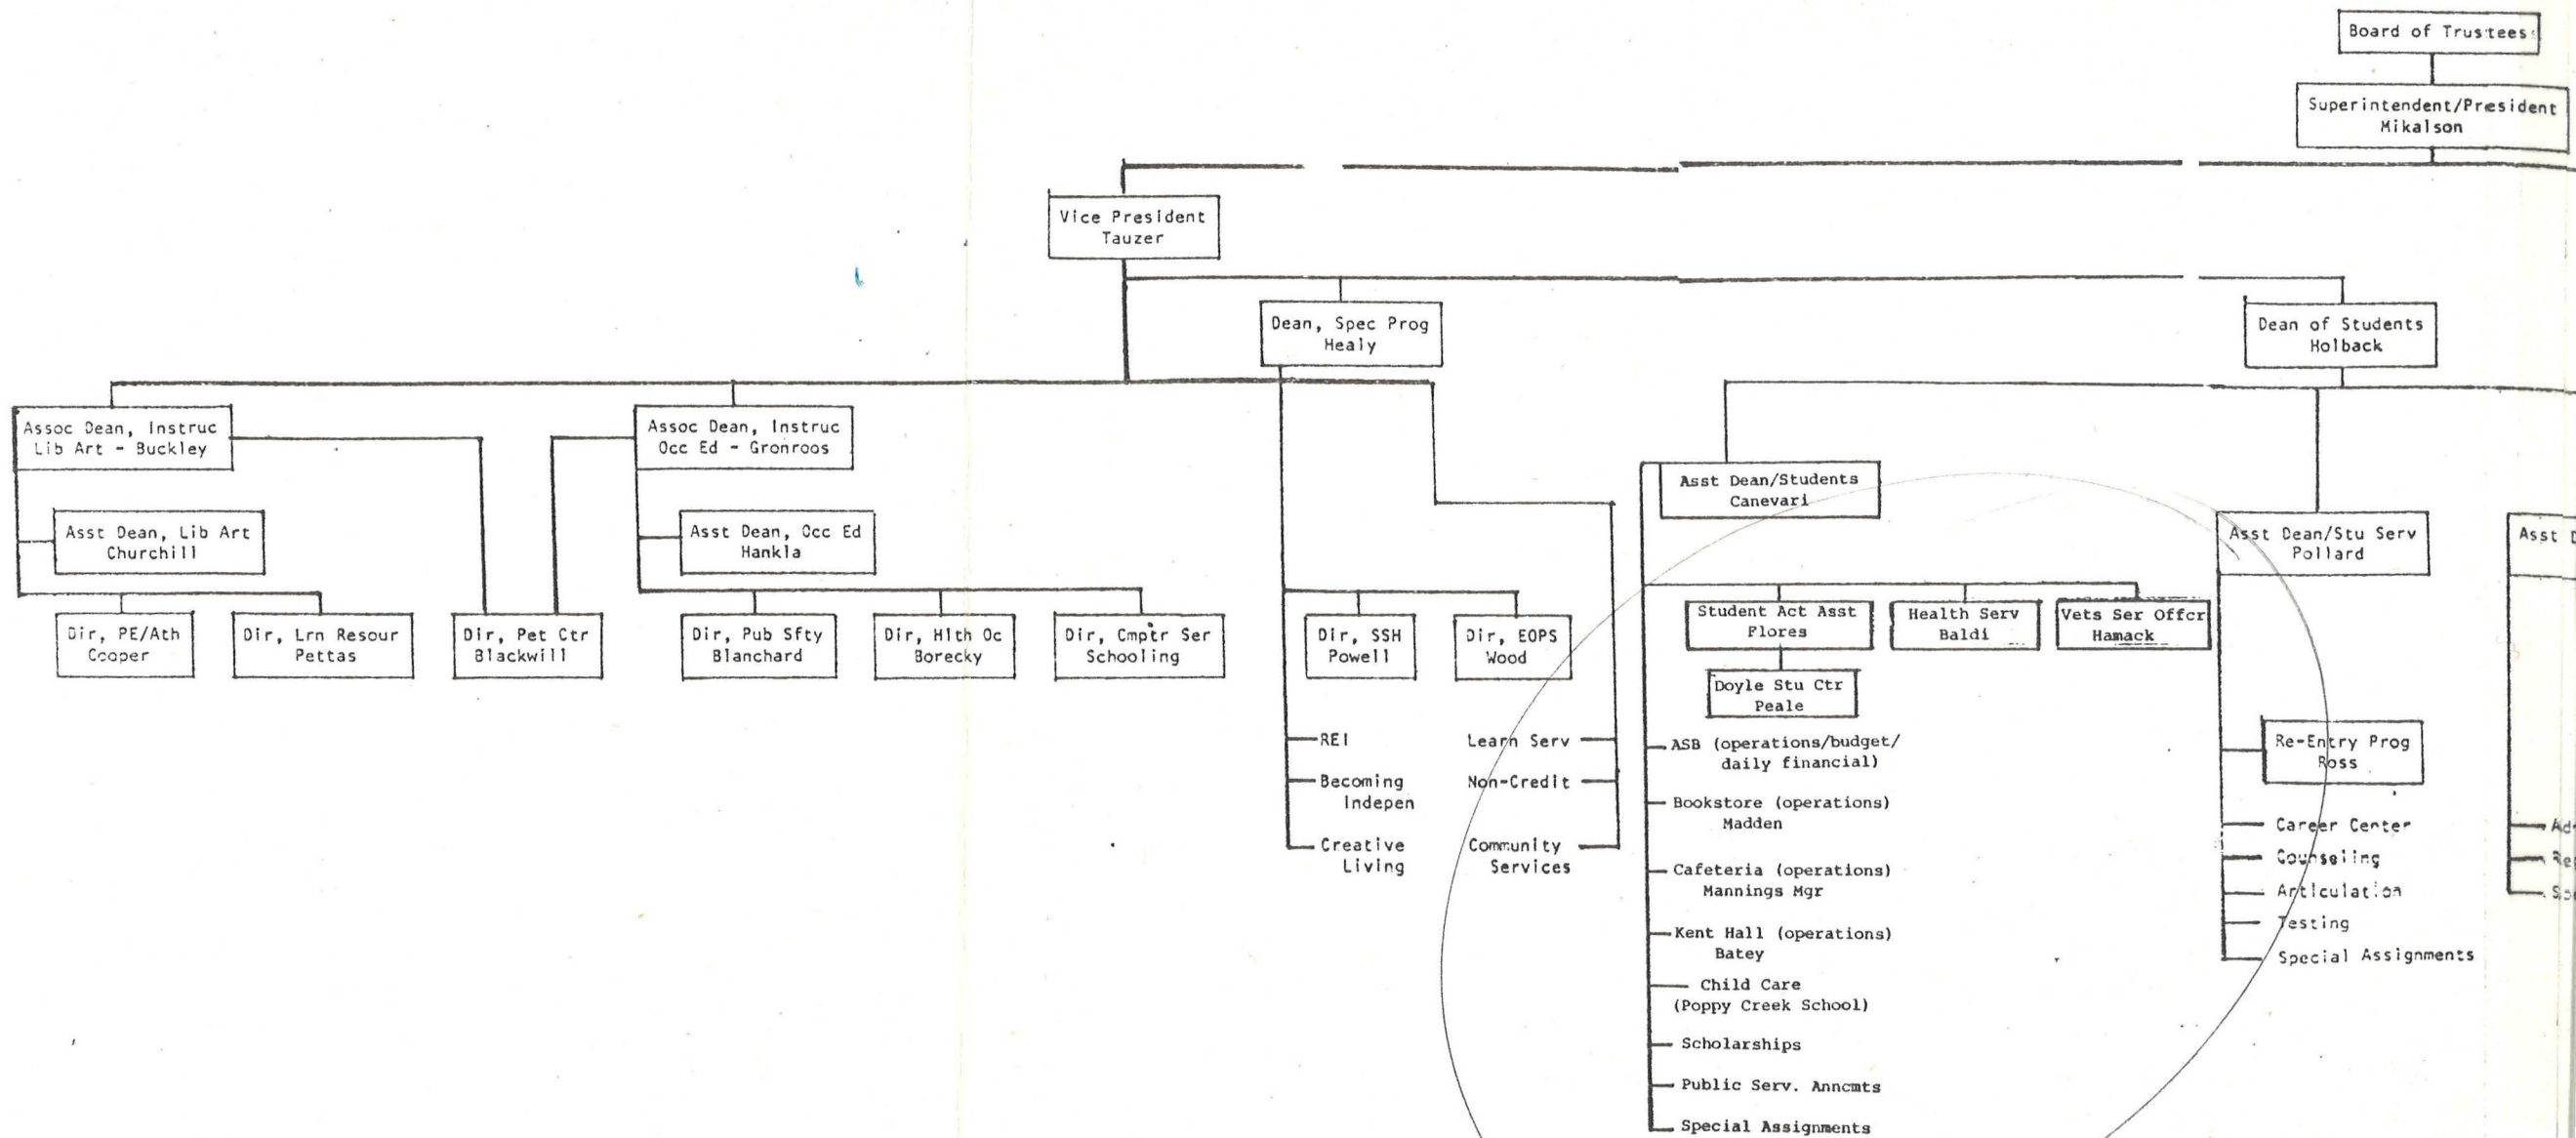 Board of Trustees
Superintendent/President
Mikalson
Vice President
Tauzer
Dean, Spec Prog
Healy
Dean of Students
Holback
Assoc Dean, Instruc
Lib Art - Buckley
Assoc Dean, Instruc
Occ Ed - Gronroos
Asst Dean/Students
Canevari
Asst Dean, Lib Art
Churchill
Asst Dean, Occ Ed
Hankla
Asst Dean/Stu Serv
Pollard
Asst
Dir, PE/Ath
Cooper
Dir, Lrn Resour
Pettas
Dir, Pet Ctr
Blackwill
Dir, Pub Sfty
Blanchard
Dir, Hlth Oc
Borecky
Dir, Cmptr Ser
Schooling
Dir, SSH
Powell
Dir, EOPS
Wood
Student Act Asst
Flores
Health Serv
Baldi
Vets Ser Offcr
Hamack
Doyle Stu Ctr
Peale
REI
Becoming
Indepen
Creative
Living
Learn Serv
Non-Credit
Community
Services
ASB (operations/budget/
daily financial)
Bookstore (operations)
Madden
Cafeteria (operations)
Mannings Mgr
Kent Hall (operations)
Batey
Child Care
(Poppy Creek School)
Scholarships
Public Serv. Anncmts
Special Assignments
Re-Entry Prog
Ross
Career Center
Counseling
Articulation
Testing
Special Assignments